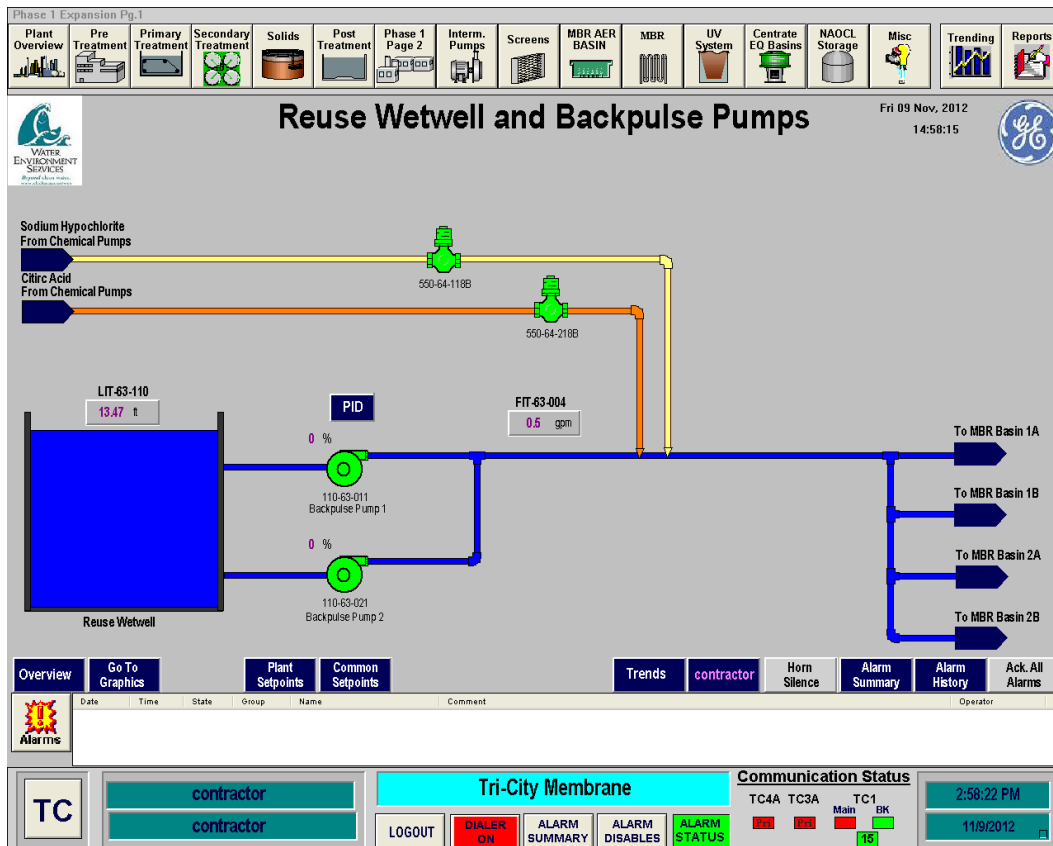 Phase 1 Expansion Pg.1
Plant Overview
Pre Treatment
Primary Treatment
Secondary Treatment
Solids
Post Treatment
Phase 1 Page 2
Interm. Pumps
Screens
MBR AER BASIN
MBR
UV System
Centrate EQ Basins
NAOCL Storage
Misc
Trending
Reports
WATER
ENVIRONMENT
SERVICES
Reuse Wetwell and Backpulse Pumps
Fri 09 Nov, 2012
14:58:15
GE
Sodium Hypochlorite
From Chemical Pumps
550-64-118B
Citirc Acid
From Chemical Pumps
550-64-218B
LIT-63-110
13.47 ft
PID
FIT-63-004
0.5 gpm
0 %
110-63-011
Backpulse Pump 1
0 %
110-63-021
Backpulse Pump 2
Reuse Wetwell
To MBR Basin 1A
To MBR Basin 1B
To MBR Basin 2A
To MBR Basin 2B
Overview
Go To
Graphics
Plant
Setpoints
Common
Setpoints
Trends
contractor
Horn
Silence
Alarm
Summary
Alarm
History
Ack. All
Alarms
Alarms
Date Time State Group Name Comment Operator
TC
contractor
contractor
Tri-City Membrane
LOGOUT
DIALER
ON
ALARM
SUMMARY
ALARM
DISABLES
ALARM
STATUS
Communication Status
TC4A TC3A TC1
Main BK
Pri Pri
15
2:58:22 PM
11/9/2012